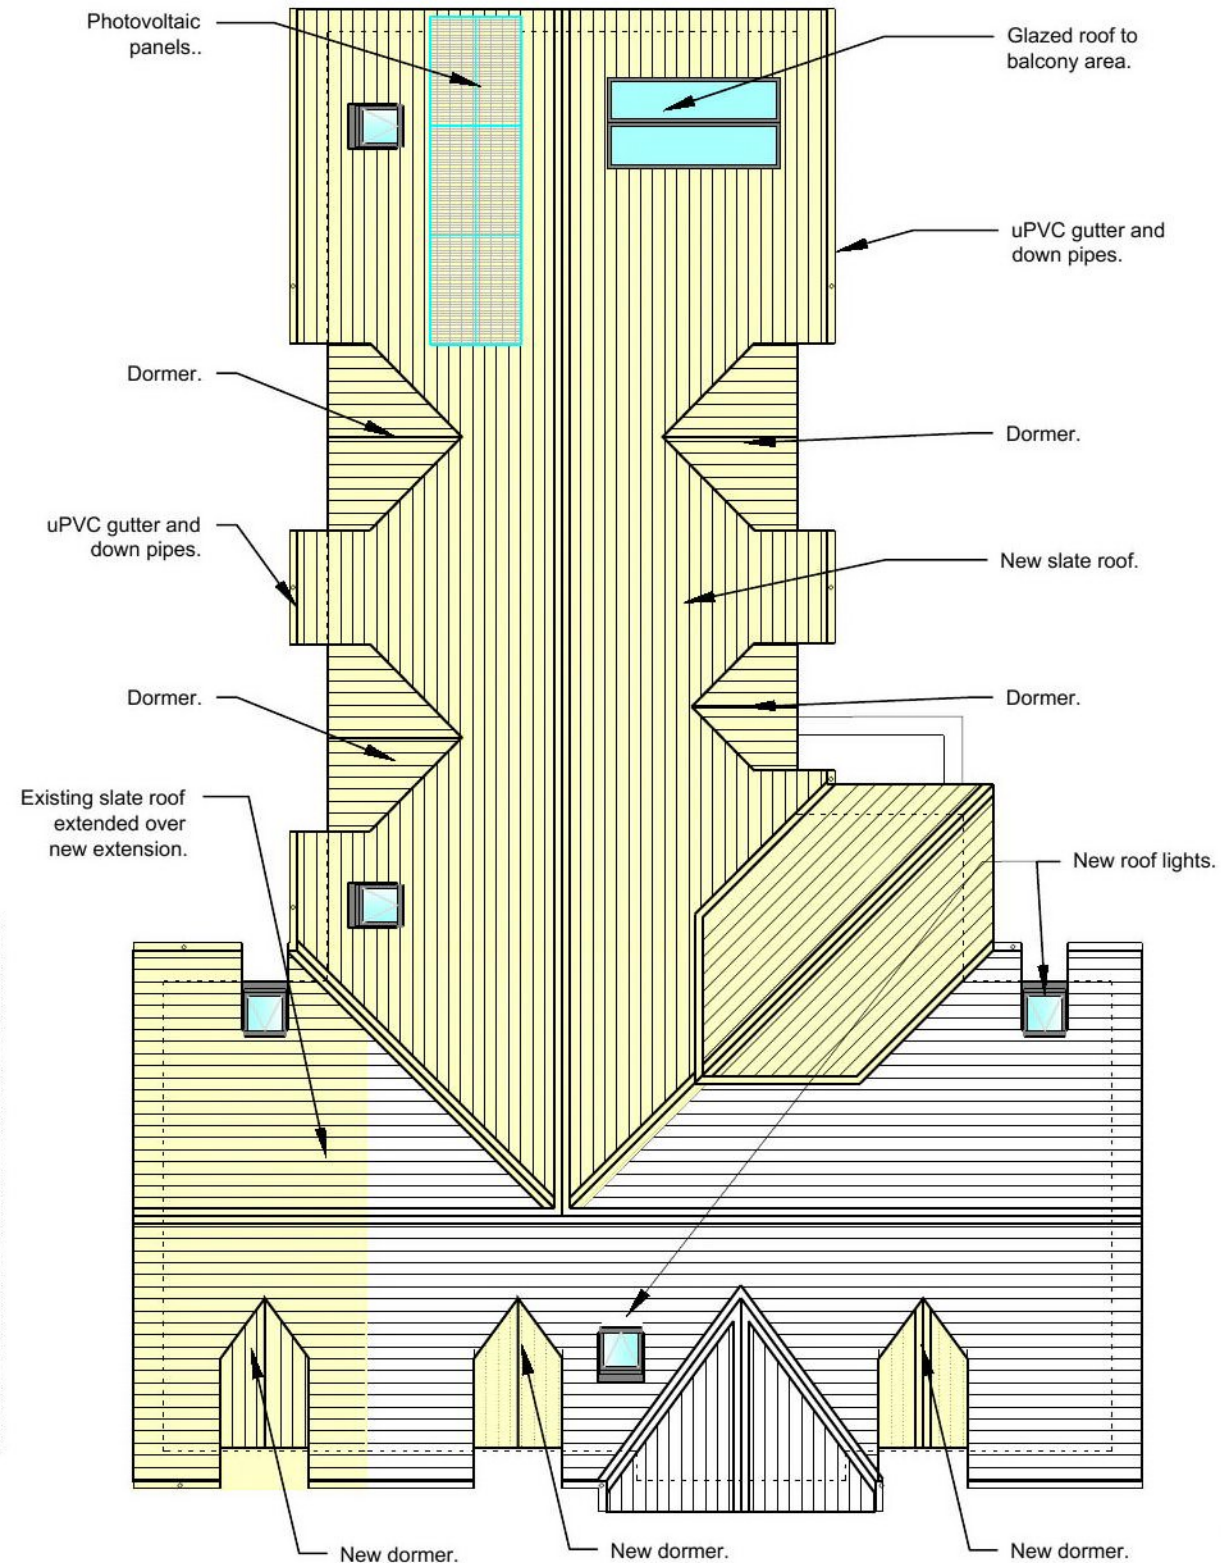 Photovoltaic
panels..
Glazed roof to
balcony area.
uPVC gutter and
down pipes.
Dormer.
Dormer.
uPVC gutter and
down pipes.
New slate roof.
Dormer.
Dormer.
Existing slate roof
extended over
new extension.
New roof lights.
New dormer.
New dormer.
New dormer.